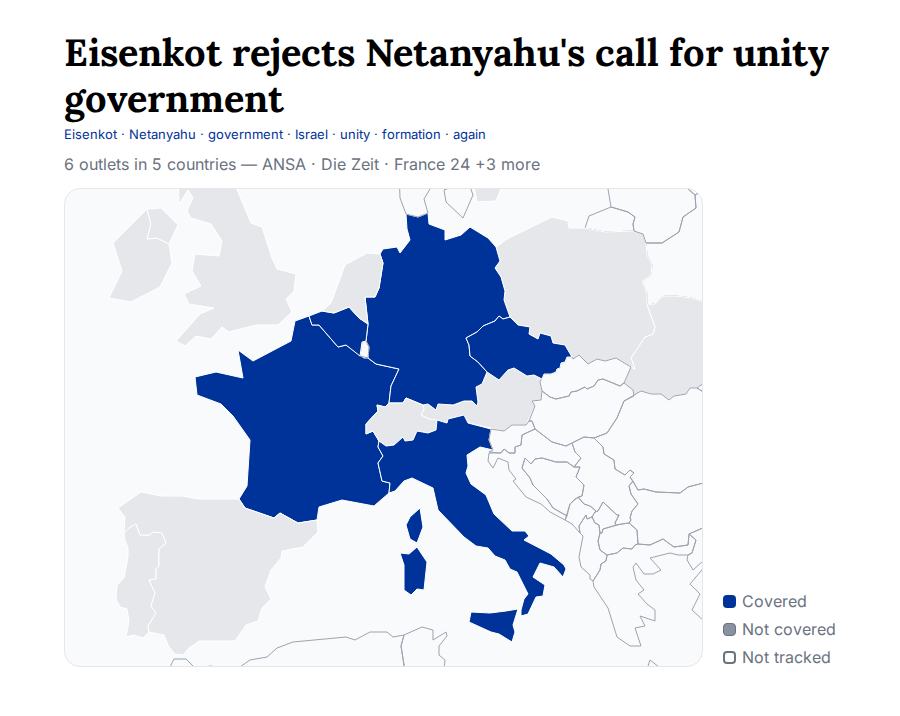 Eisenkot rejects Netanyahu's call for unity
government
Eisenkot · Netanyahu · government · Israel · unity · formation · again
6 outlets in 5 countries — ANSA · Die Zeit · France 24 +3 more
Covered
Not covered
Not tracked